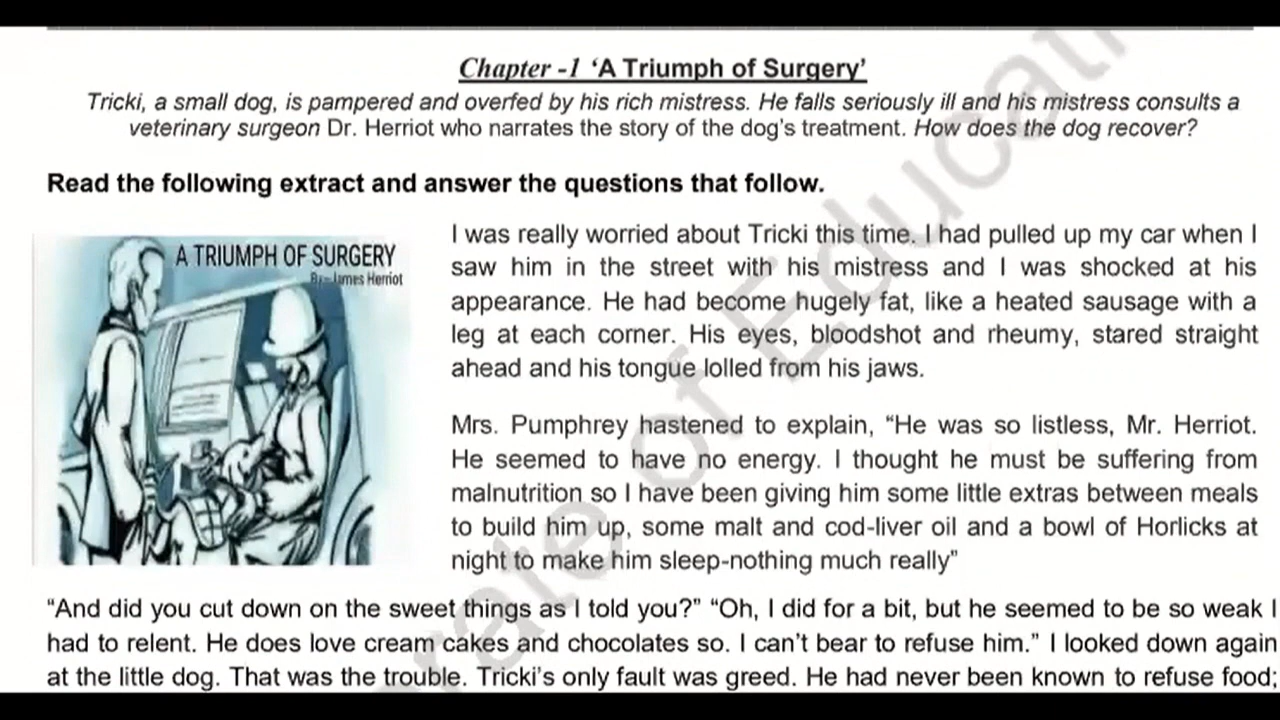 Chapter -1 ‘A Triumph of Surgery’
Tricki, a small dog, is pampered and overfed by his rich mistress. He falls seriously ill and his mistress consults a
veterinary surgeon Dr. Herriot who narrates the story of the dog’s treatment. How does the dog recover?
Read the following extract and answer the questions that follow.
A TRIUMPH OF SURGERY
By - James Herriot
I was really worried about Tricki this time. I had pulled up my car when I
saw him in the street with his mistress and I was shocked at his
appearance. He had become hugely fat, like a heated sausage with a
leg at each corner. His eyes, bloodshot and rheumy, stared straight
ahead and his tongue lolled from his jaws.
Mrs. Pumphrey hastened to explain, “He was so listless, Mr. Herriot.
He seemed to have no energy. I thought he must be suffering from
malnutrition so I have been giving him some little extras between meals
to build him up, some malt and cod-liver oil and a bowl of Horlicks at
night to make him sleep-nothing much really”
“And did you cut down on the sweet things as I told you?” “Oh, I did for a bit, but he seemed to be so weak I
had to relent. He does love cream cakes and chocolates so. I can’t bear to refuse him.” I looked down again
at the little dog. That was the trouble. Tricki’s only fault was greed. He had never been known to refuse food;
rate of Educati